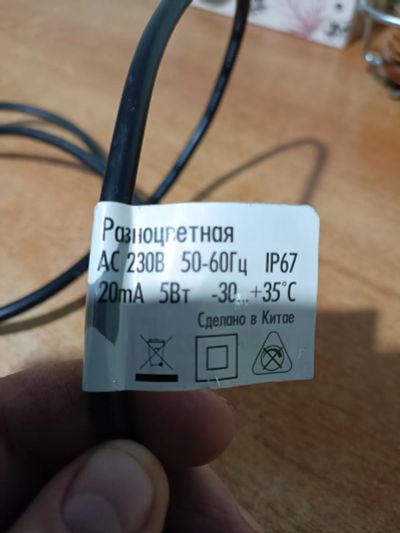 Разноцветная
AC 230В 50-60Гц IP67
20mA 5Вт -30...+35°C
Сделано в Китае